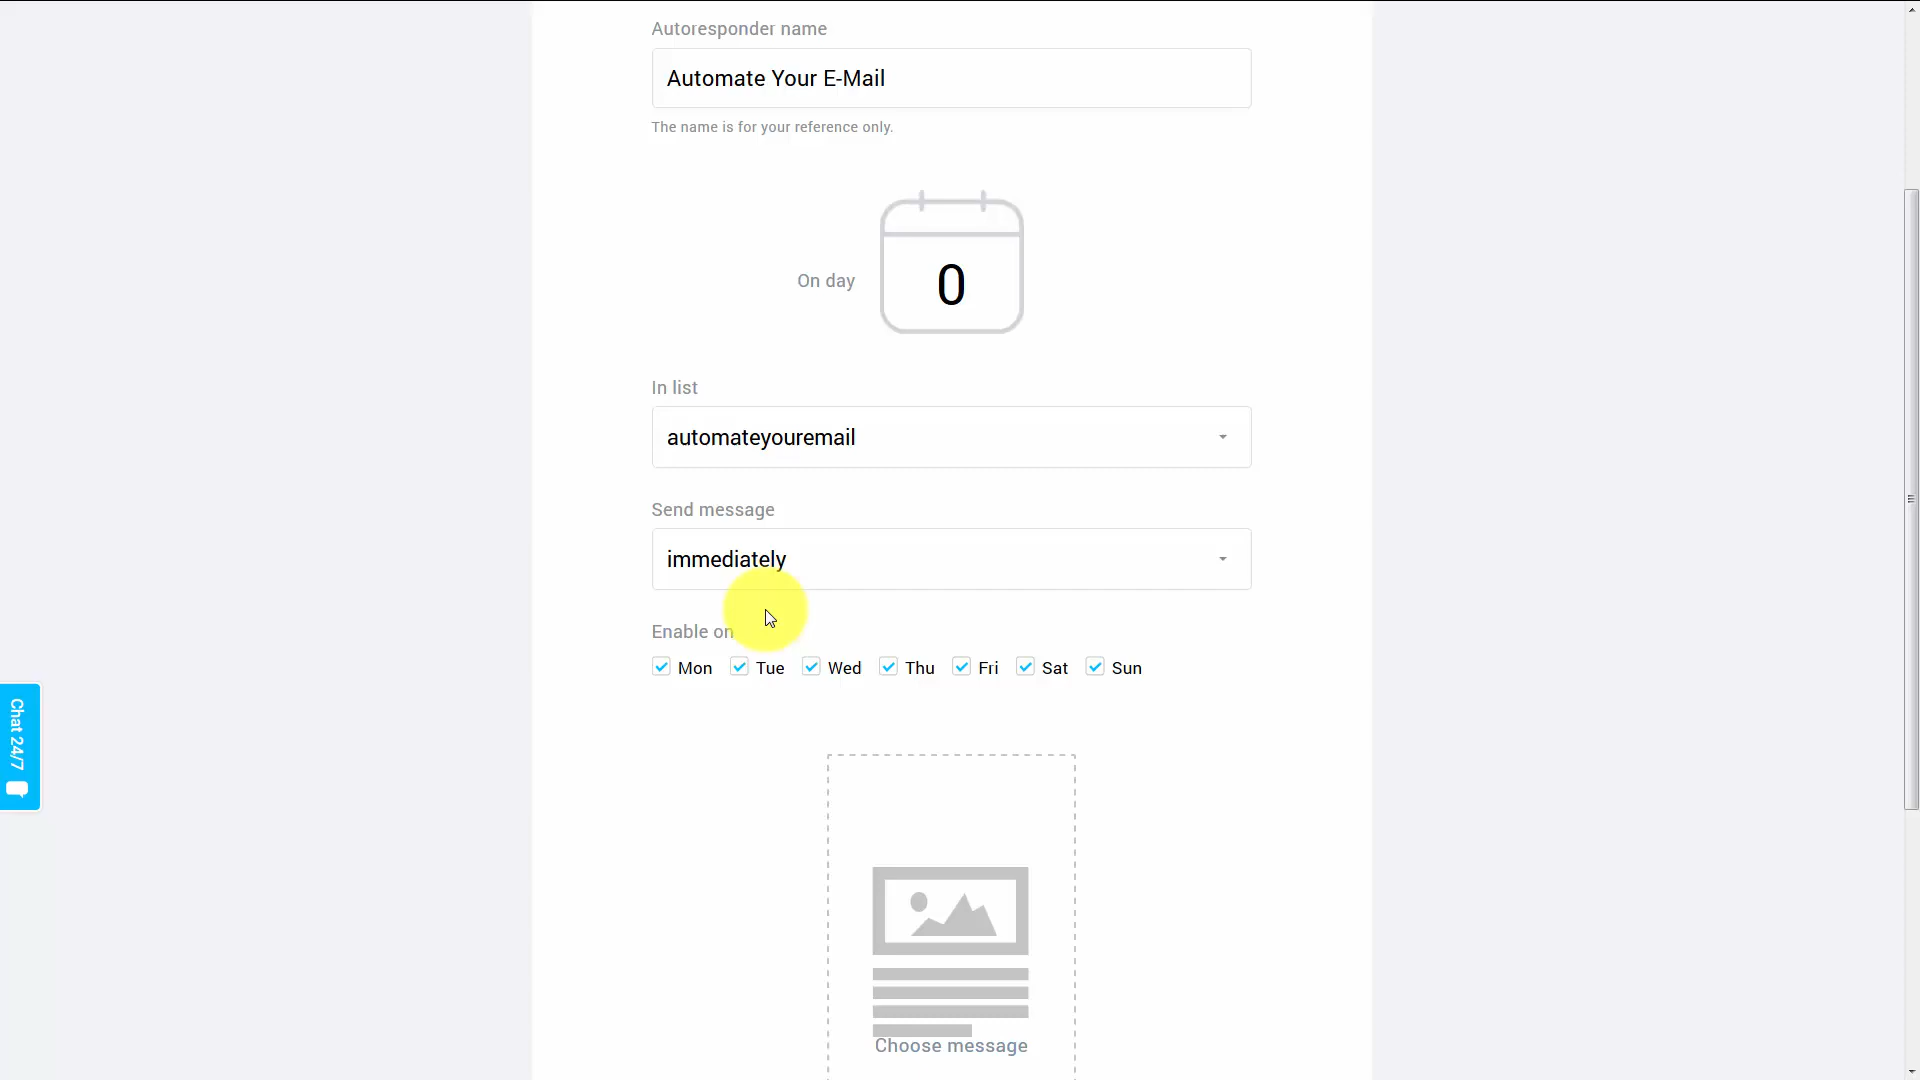 Autoresponder name
Automate Your E-Mail
The name is for your reference only.
On day
0
In list
automateyouremail
Send message
immediately
Enable on
Mon Tue Wed Thu Fri Sat Sun
Chat 24/7
Choose message